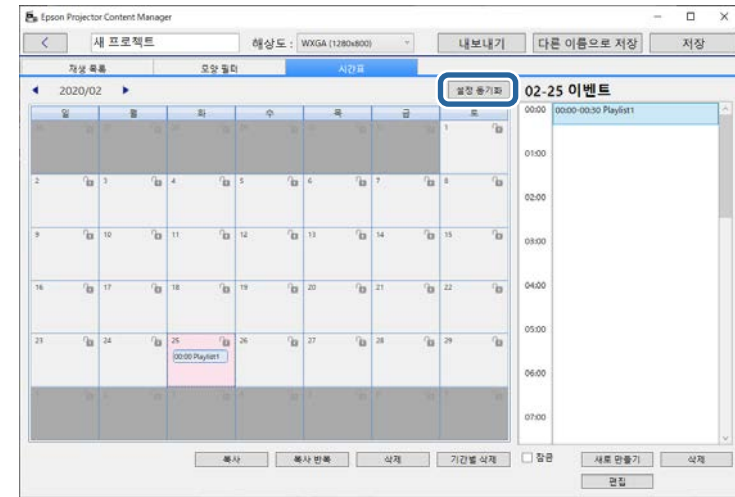 Epson Projector Content Manager
새 프로젝트 해상도 : WXGA (1280x800) 내보내기 다른 이름으로 저장 저장
재생 목록 모양 필터 시간표
2020/02 설정 동기화 02-25 이벤트
일 월 화 수 목 금 토
1
2 3 4 5 6 7 8
9 10 11 12 13 14 15
16 17 18 19 20 21 22
23 24 25 26 27 28 29
00:00 Playlist1
00:00 00:00-00:30 Playlist1
01:00
02:00
03:00
04:00
05:00
06:00
07:00
복사 복사 반복 삭제 기간별 삭제 잠금 새로 만들기 삭제
편집